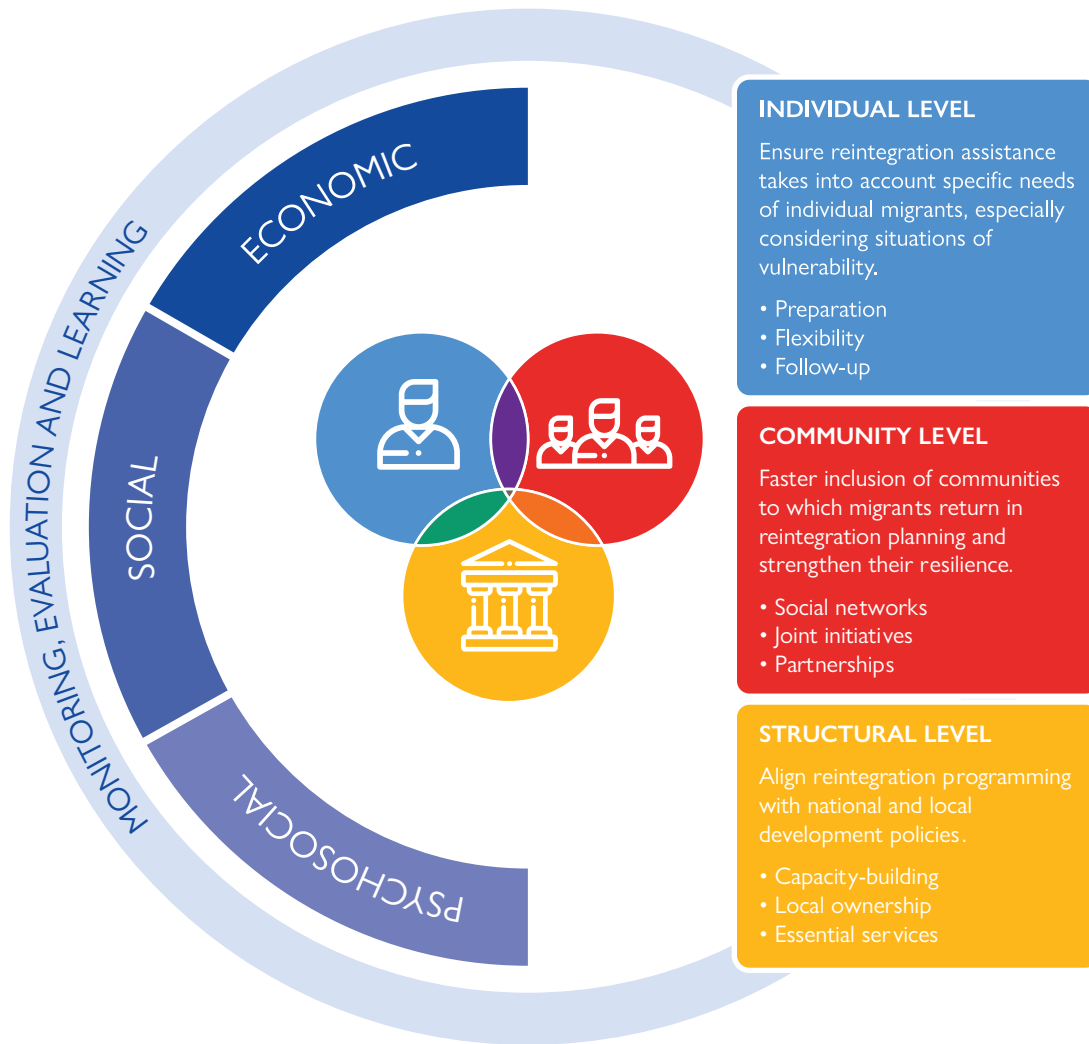 MONITORING, EVALUATION AND LEARNING
ECONOMIC
SOCIAL
PSYCHOSOCIAL
INDIVIDUAL LEVEL
Ensure reintegration assistance
takes into account specific needs
of individual migrants, especially
considering situations of
vulnerability.
• Preparation
• Flexibility
• Follow-up
COMMUNITY LEVEL
Faster inclusion of communities
to which migrants return in
reintegration planning and
strengthen their resilience.
• Social networks
• Joint initiatives
• Partnerships
STRUCTURAL LEVEL
Align reintegration programming
with national and local
development policies.
• Capacity-building
• Local ownership
• Essential services